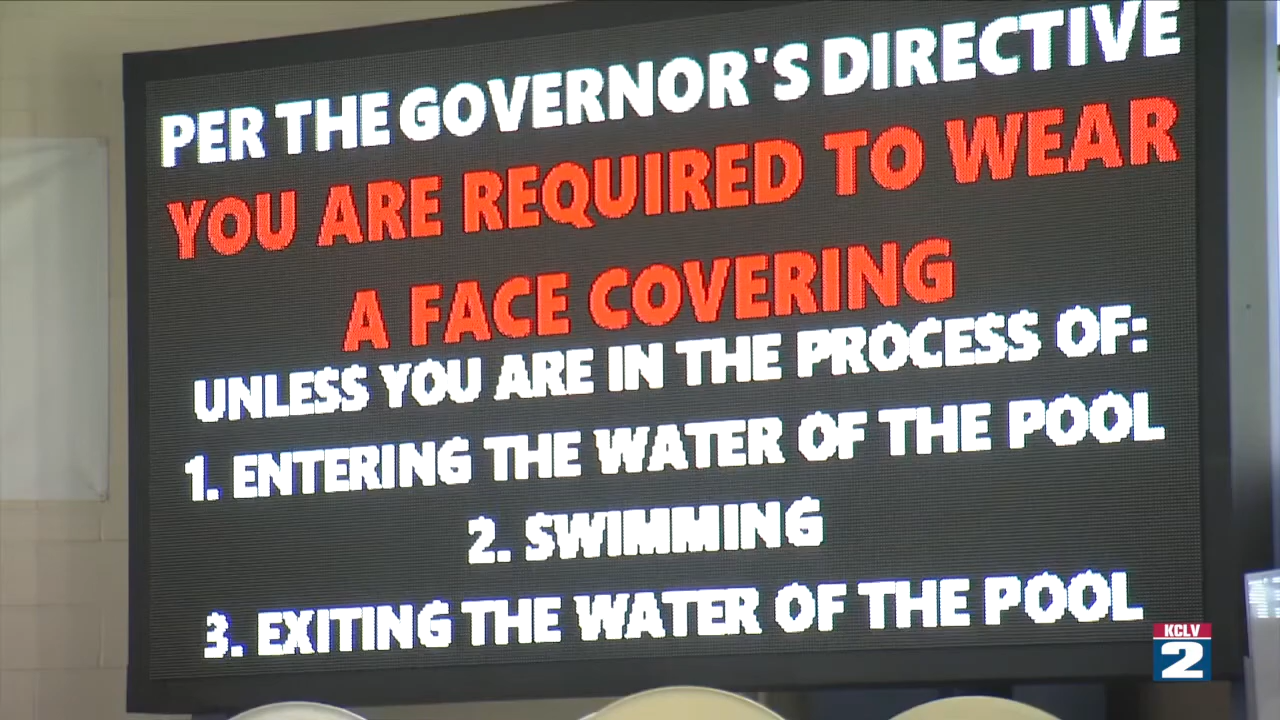 PER THE GOVERNOR'S DIRECTIVE
YOU ARE REQUIRED TO WEAR
A FACE COVERING
UNLESS YOU ARE IN THE PROCESS OF:
1. ENTERING THE WATER OF THE POOL
2. SWIMMING
3. EXITING THE WATER OF THE POOL
KCLV
2